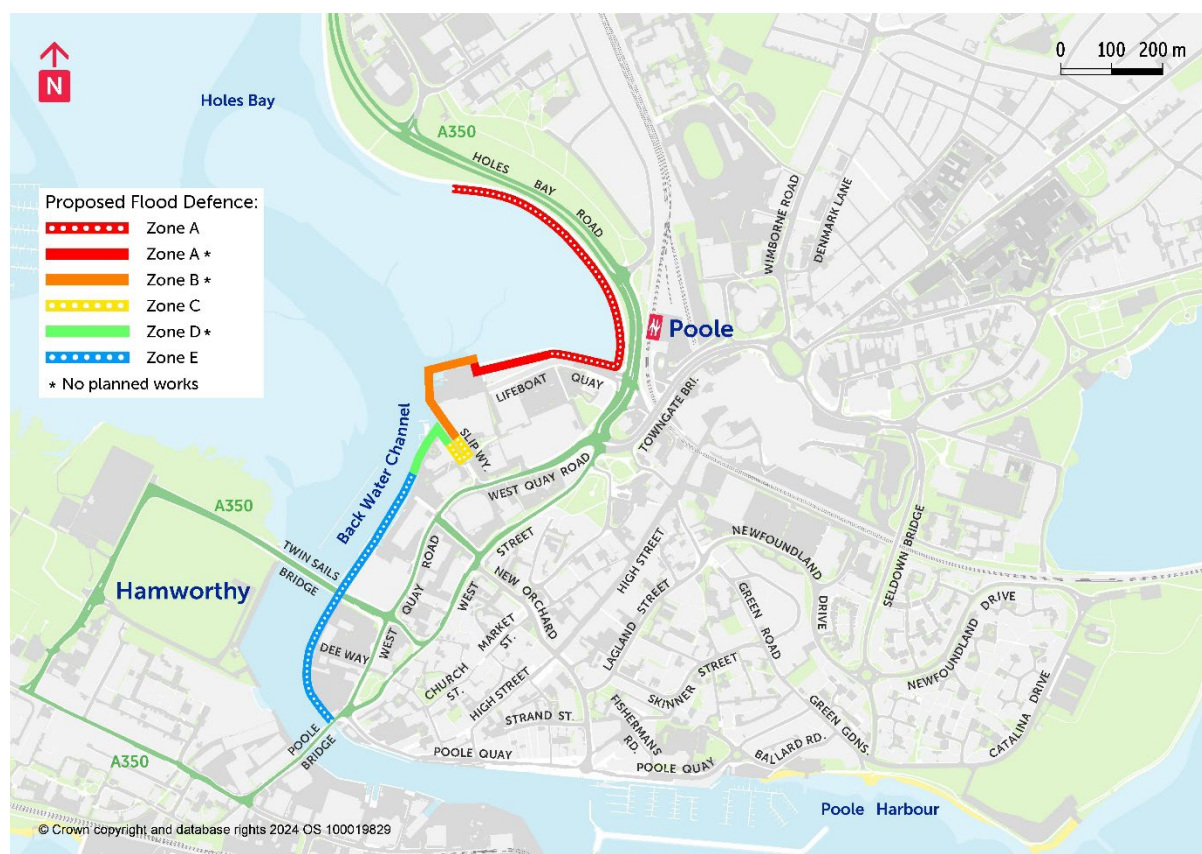 N
Holes Bay
A350
HOLES BAY ROAD
0 100 200 m
Proposed Flood Defence:
Zone A
Zone A *
Zone B *
Zone C
Zone D *
Zone E
* No planned works
WIMBORNE ROAD
DENMARK LANE
Poole
LIFEBOAT QUAY
TOWNGATE BRI.
SLIP WY.
Back Water Channel
WEST QUAY ROAD
A350
TWIN SAILS BRIDGE
Hamworthy
WEST QUAY ROAD
WEST STREET
NEW ORCHARD
HIGH STREET
LAGLAND STREET
NEWFOUNDLAND DRIVE
SELDOWN BRIDGE
GREEN ROAD
NEWFOUNDLAND DRIVE
DEE WAY
MARKET ST.
CHURCH ST.
HIGH STREET
SKINNER STREET
STRAND ST.
FISHERMANS RD.
GREEN GDNS.
CATALINA DRIVE
POOLE BRIDGE
POOLE QUAY
POOLE QUAY
BALLARD RD.
A350
Poole Harbour
© Crown copyright and database rights 2024 OS 100019829